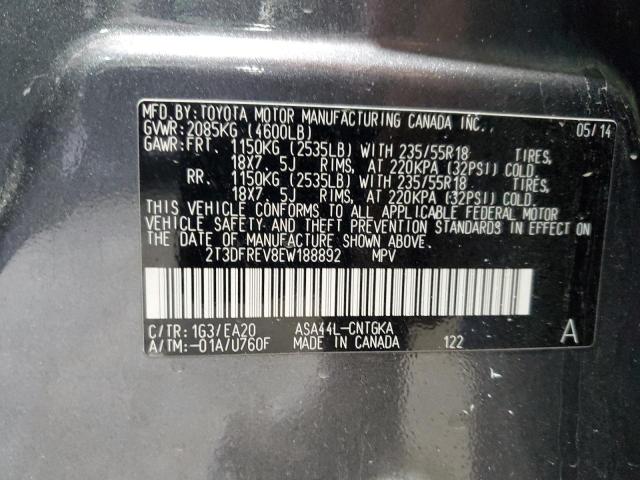 MFD.BY:TOYOTA MOTOR MANUFACTURING CANADA INC. 05/14
GVWR:2085KG (4600LB)
GAWR:FRT. 1150KG (2535LB) WITH 235/55R18 TIRES,
18X7.5J RIMS, AT 220KPA (32PSI) COLD.
RR. 1150KG (2535LB) WITH 235/55R18 TIRES,
18X7.5J RIMS, AT 220KPA (32PSI) COLD.
THIS VEHICLE CONFORMS TO ALL APPLICABLE FEDERAL MOTOR
VEHICLE SAFETY AND THEFT PREVENTION STANDARDS IN EFFECT
ON THE DATE OF MANUFACTURE SHOWN ABOVE.
2T3DFREV8EW188892 MPV
C/TR:1G3/EA20 ASA44L-CNTGKA A
A/TM:-01A/U760F MADE IN CANADA 122